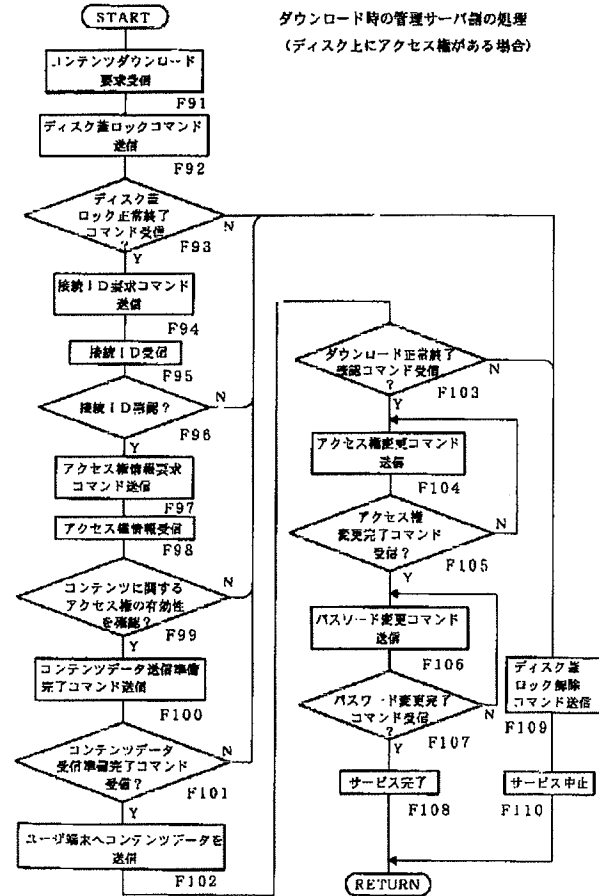 ダウンロード時の管理サーバ側の処理
(ディスク上にアクセス権がある場合)
START
コンテンツダウンロード
要求受信
F91
ディスク蓋ロックコマンド
送信
F92
ディスク蓋
ロック正常終了
コマンド受信
?
F93
N
Y
接続ID要求コマンド
送信
F94
接続ID受信
F95
接続ID確認?
F96
N
Y
アクセス権情報要求
コマンド送信
F97
アクセス権情報受信
F98
コンテンツに関する
アクセス権の有効性
を確認?
F99
N
Y
コンテンツデータ送信準備
完了コマンド送信
F100
コンテンツデータ
受信準備完了コマンド
受信?
F101
N
Y
ユーザ端末へコンテンツデータを
送信
F102
ダウンロード正常終了
確認コマンド受信
?
F103
N
Y
アクセス権変更コマンド
送信
F104
アクセス権
変更完了コマンド
受信?
F105
N
Y
パスワード変更コマンド
送信
F106
パスワード変更完了
コマンド受信
?
F107
N
Y
サービス完了
F108
ディスク蓋
ロック解除
コマンド送信
F109
サービス中止
F110
RETURN